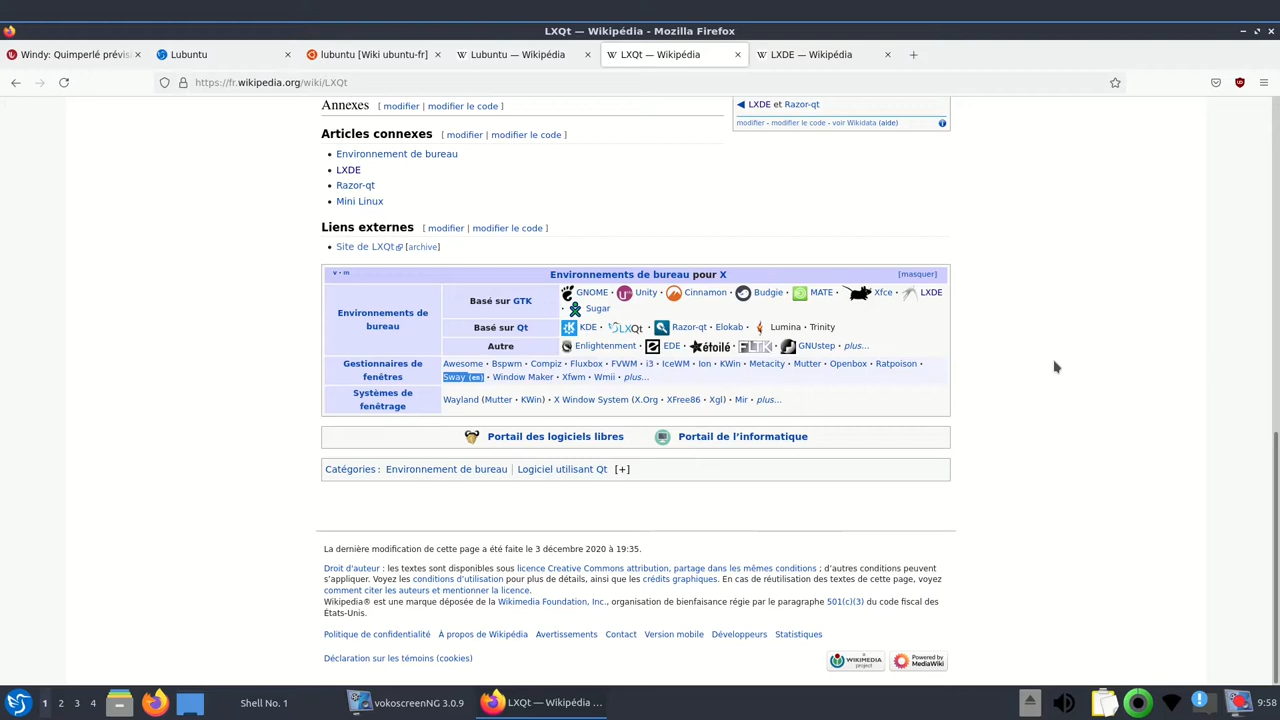 LXQt — Wikipédia - Mozilla Firefox
Windy: Quimperlé prévis
Lubuntu
lubuntu [Wiki ubuntu-fr]
Lubuntu — Wikipédia
LXQt — Wikipédia
LXDE — Wikipédia
https://fr.wikipedia.org/wiki/LXQt
Annexes [ modifier | modifier le code ]
LXDE et Razor-qt
modifier - modifier le code - voir Wikidata (aide)
Articles connexes [ modifier | modifier le code ]
Environnement de bureau
LXDE
Razor-qt
Mini Linux
Liens externes [ modifier | modifier le code ]
Site de LXQt [archive]
v · m Environnements de bureau pour X [masquer]
Environnements de bureau
Basé sur GTK
GNOME · Unity · Cinnamon · Budgie · MATE · Xfce · LXDE
· Sugar
Basé sur Qt
KDE · LXQt · Razor-qt · Elokab · Lumina · Trinity
Autre
Enlightenment · EDE · étoilé · FLTK · GNUstep · plus...
Gestionnaires de fenêtres
Awesome · Bspwm · Compiz · Fluxbox · FVWM · i3 · IceWM · Ion · KWin · Metacity · Mutter · Openbox · Ratpoison ·
Sway [en] · Window Maker · Xfwm · Wmii · plus...
Systèmes de fenêtrage
Wayland (Mutter · KWin) · X Window System (X.Org · XFree86 · Xgl) · Mir · plus...
Portail des logiciels libres
Portail de l’informatique
Catégories : Environnement de bureau | Logiciel utilisant Qt [+]
La dernière modification de cette page a été faite le 3 décembre 2020 à 19:35.
Droit d'auteur : les textes sont disponibles sous licence Creative Commons attribution, partage dans les mêmes conditions ; d’autres conditions peuvent
s’appliquer. Voyez les conditions d’utilisation pour plus de détails, ainsi que les crédits graphiques. En cas de réutilisation des textes de cette page, voyez
comment citer les auteurs et mentionner la licence.
Wikipedia® est une marque déposée de la Wikimedia Foundation, Inc., organisation de bienfaisance régie par le paragraphe 501(c)(3) du code fiscal des
États-Unis.
Politique de confidentialité À propos de Wikipédia Avertissements Contact Version mobile Développeurs Statistiques
Déclaration sur les témoins (cookies)
WIKIMEDIA project
Powered by MediaWiki
1 2 3 4
Shell No. 1
vokoscreenNG 3.0.9
LXQt — Wikipédia ...
9:58